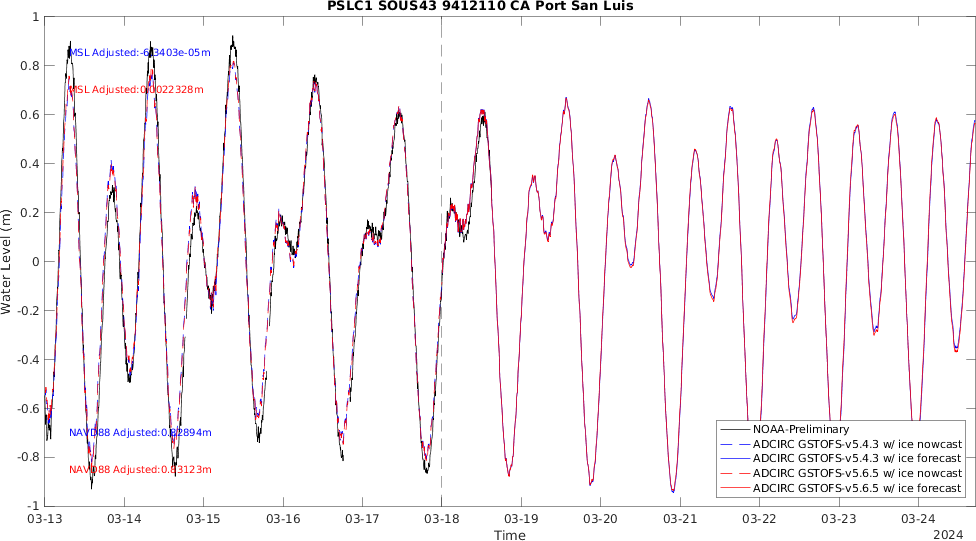 PSLC1 SOUS43 9412110 CA Port San Luis
1
0.8
0.6
0.4
0.2
0
-0.2
-0.4
-0.6
-0.8
-1
Water Level (m)
MSL Adjusted:-6.3403e-05m
MSL Adjusted:0.0022328m
NAVD88 Adjusted:0.82894m
NAVD88 Adjusted:0.83123m
NOAA-Preliminary
ADCIRC GSTOFS-v5.4.3 w/ ice nowcast
ADCIRC GSTOFS-v5.4.3 w/ ice forecast
ADCIRC GSTOFS-v5.6.5 w/ ice nowcast
ADCIRC GSTOFS-v5.6.5 w/ ice forecast
03-13 03-14 03-15 03-16 03-17 03-18 03-19 03-20 03-21 03-22 03-23 03-24
Time
2024